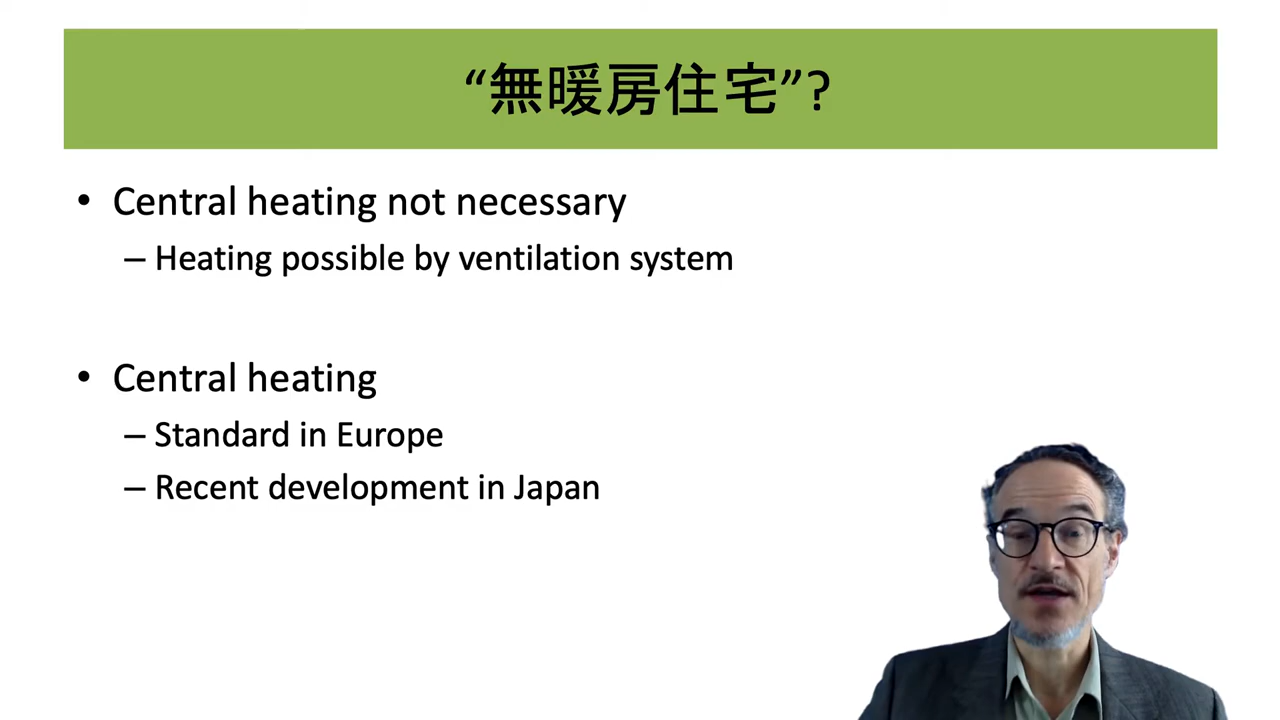 “無暖房住宅”?
• Central heating not necessary
– Heating possible by ventilation system
• Central heating
– Standard in Europe
– Recent development in Japan